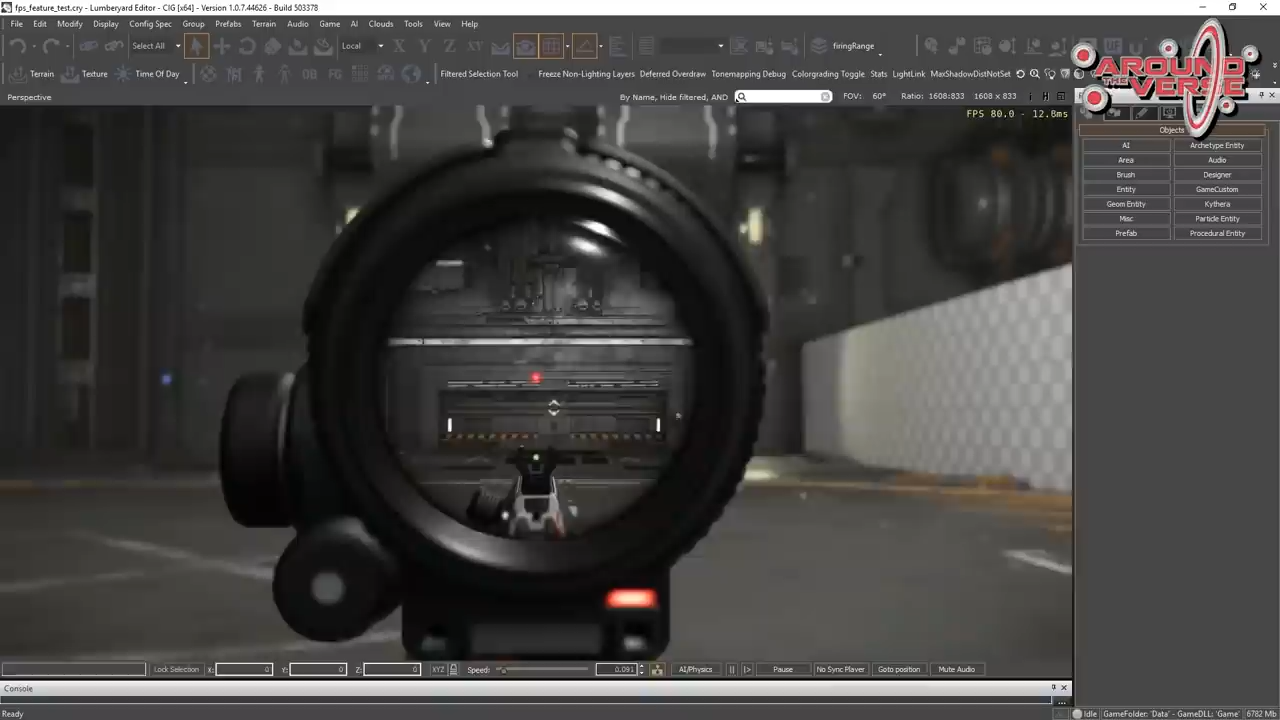 fps_feature_test.cry - Lumberyard Editor - CIG [x64] - Version 1.0.7.44626 - Build 503378
File Edit Modify Display Config Spec Group Prefabs Terrain Audio Game AI Clouds Tools View Help
Select All Local X Y Z XY firingRange
Terrain Texture Time Of Day Filtered Selection Tool Freeze Non-Lighting Layers Deferred Overdraw Tonemapping Debug Colorgrading Toggle Stats LightLink MaxShadowDistNotSet
AROUND
THE VERSE
Perspective By Name, Hide filtered, AND FOV: 60° Ratio: 1608:833 1608 x 833
FPS 80.0 - 12.8ms
Objects
AI Archetype Entity
Area Audio
Brush Designer
Entity GameCustom
Geom Entity Kythera
Misc Particle Entity
Prefab Procedural Entity
Lock Selection X: 0 Y: 0 Z: 0 XYZ Speed: 0.091 AI/Physics Pause No Sync Player Goto position Mute Audio
Console
Ready Idle GameFolder: 'Data' - GameDLL: 'Game' 6782 Mb